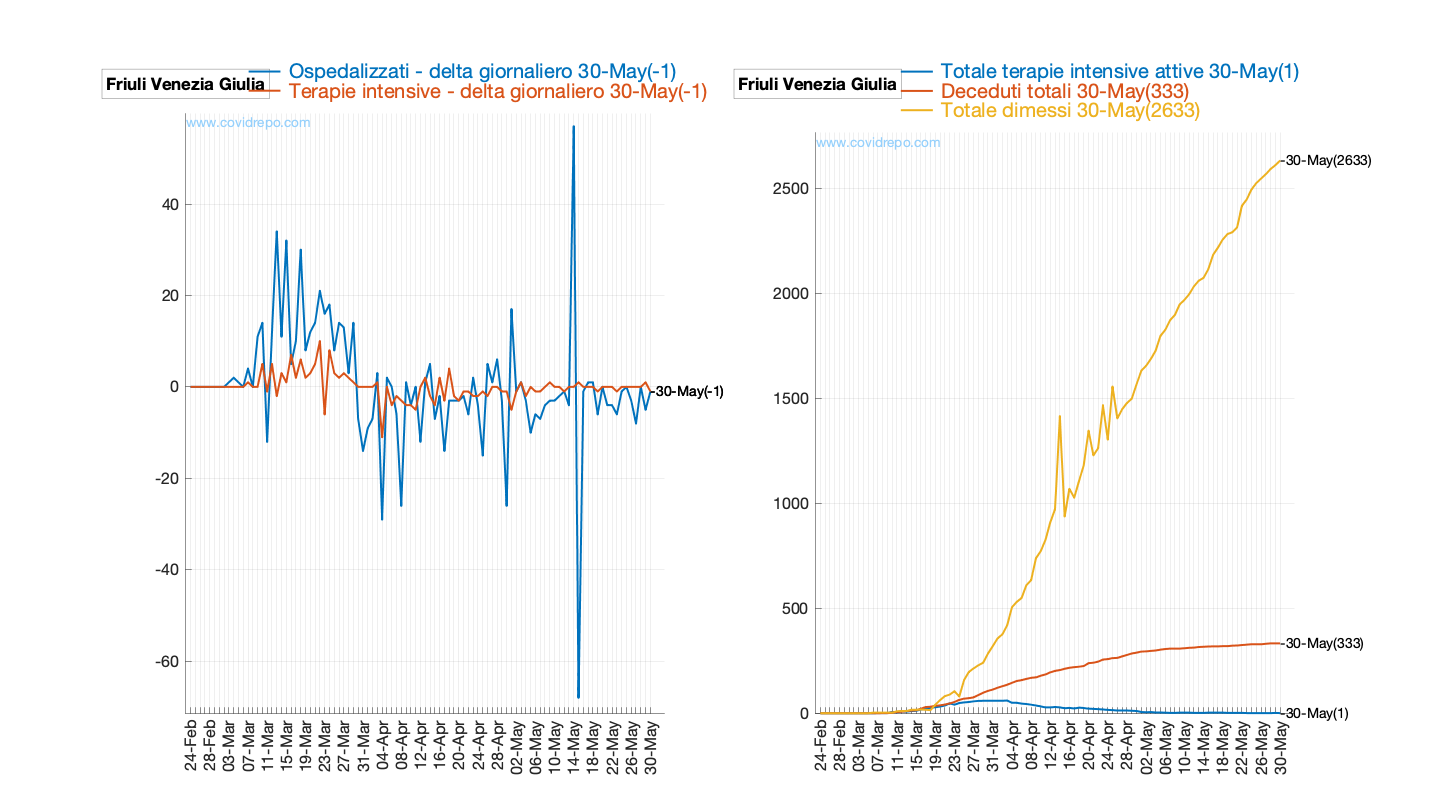 Friuli Venezia Giulia
Ospedalizzati - delta giornaliero 30-May(-1)
Terapie intensive - delta giornaliero 30-May(-1)
www.covidrepo.com
40
20
0
-20
-40
-60
30-May(-1)
24-Feb
28-Feb
03-Mar
07-Mar
11-Mar
15-Mar
19-Mar
23-Mar
27-Mar
31-Mar
04-Apr
08-Apr
12-Apr
16-Apr
20-Apr
24-Apr
28-Apr
02-May
06-May
10-May
14-May
18-May
22-May
26-May
30-May
Friuli Venezia Giulia
Totale terapie intensive attive 30-May(1)
Deceduti totali 30-May(333)
Totale dimessi 30-May(2633)
www.covidrepo.com
2500
2000
1500
1000
500
0
30-May(2633)
30-May(333)
30-May(1)
24-Feb
28-Feb
03-Mar
07-Mar
11-Mar
15-Mar
19-Mar
23-Mar
27-Mar
31-Mar
04-Apr
08-Apr
12-Apr
16-Apr
20-Apr
24-Apr
28-Apr
02-May
06-May
10-May
14-May
18-May
22-May
26-May
30-May